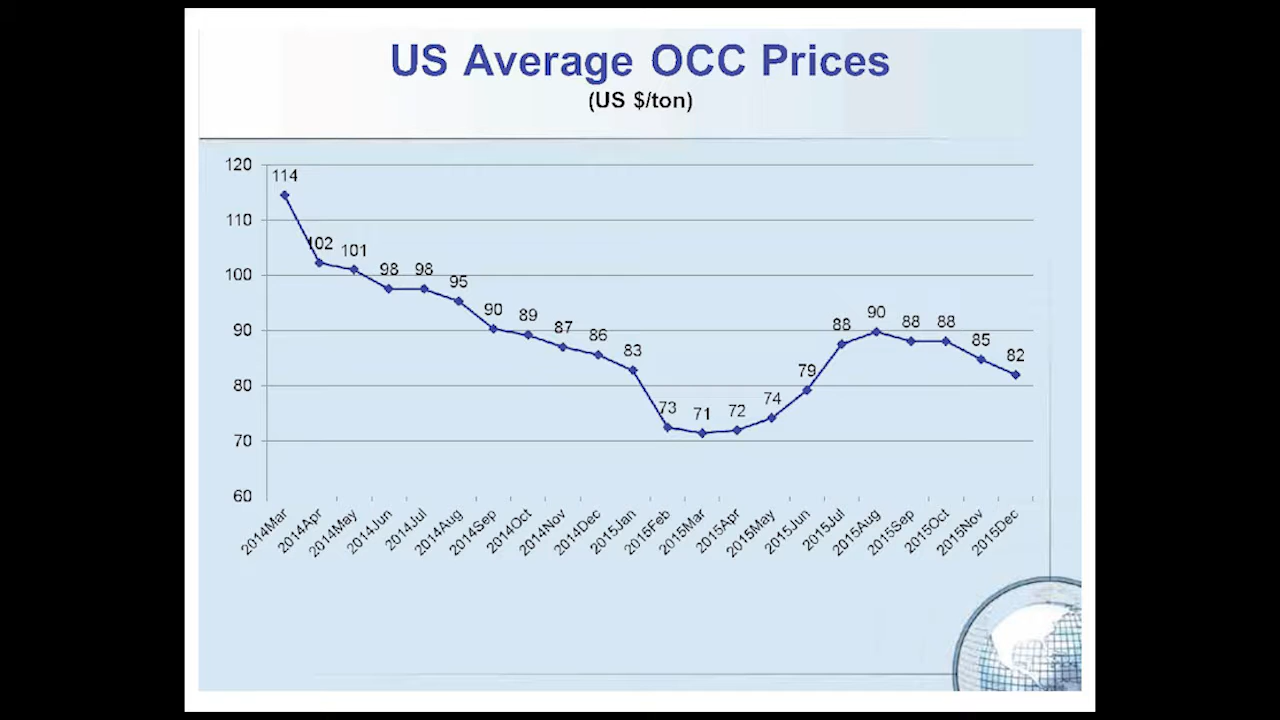 US Average OCC Prices
(US $/ton)
120
110
100
90
80
70
60
114
102
101
98
98
95
90
89
87
86
83
73
71
72
74
79
88
90
88
88
85
82
2014Mar
2014Apr
2014May
2014Jun
2014Jul
2014Aug
2014Sep
2014Oct
2014Nov
2014Dec
2015Jan
2015Feb
2015Mar
2015Apr
2015May
2015Jun
2015Jul
2015Aug
2015Sep
2015Oct
2015Nov
2015Dec